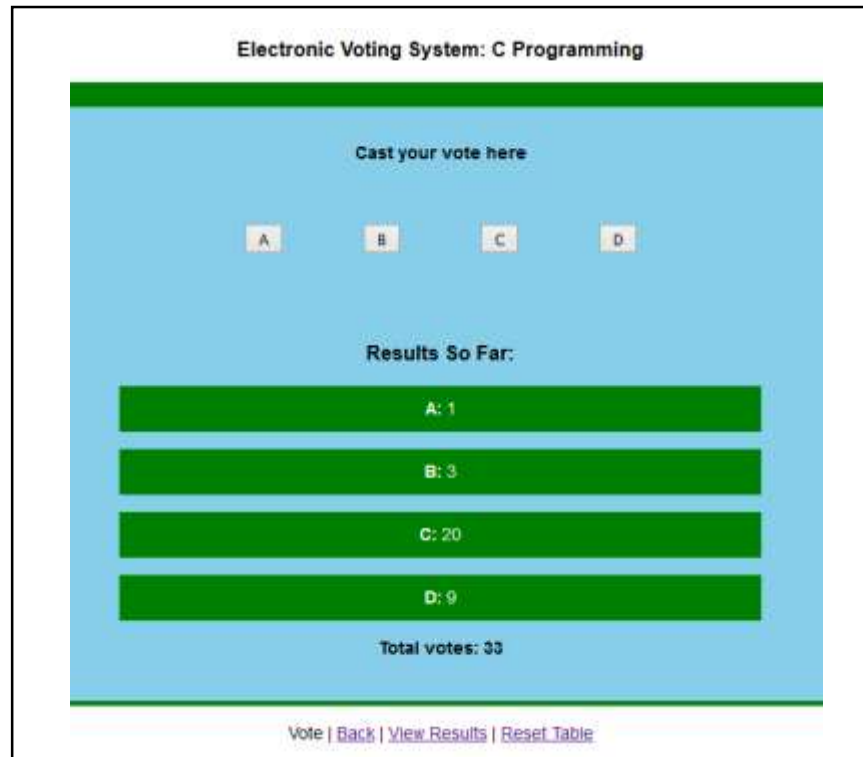 Electronic Voting System: C Programming
Cast your vote here
A B C D
Results So Far:
A: 1
B: 3
C: 20
D: 9
Total votes: 33
Vote | Back | View Results | Reset Table